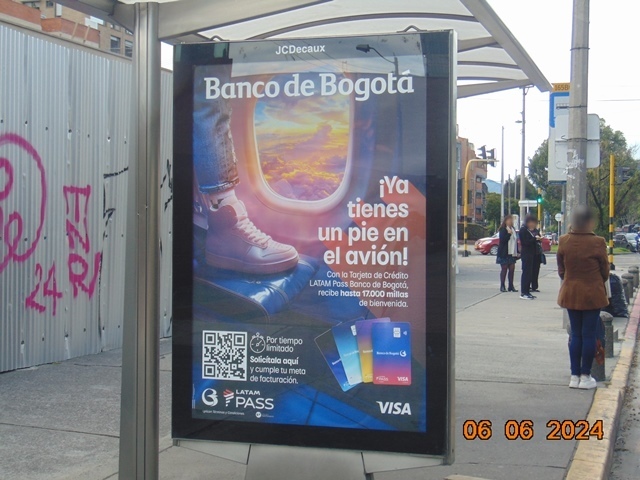 JCDecaux
Banco de Bogotá
¡Ya
tienes
un pie en
el avión!
Con la Tarjeta de Crédito
LATAM Pass Banco de Bogotá,
recibe hasta 17.000 millas
de bienvenida.
Por tiempo
limitado
Solicítala aquí
y cumple tu meta
de facturación.
LATAM
PASS
VISA
VISA
06 06 2024